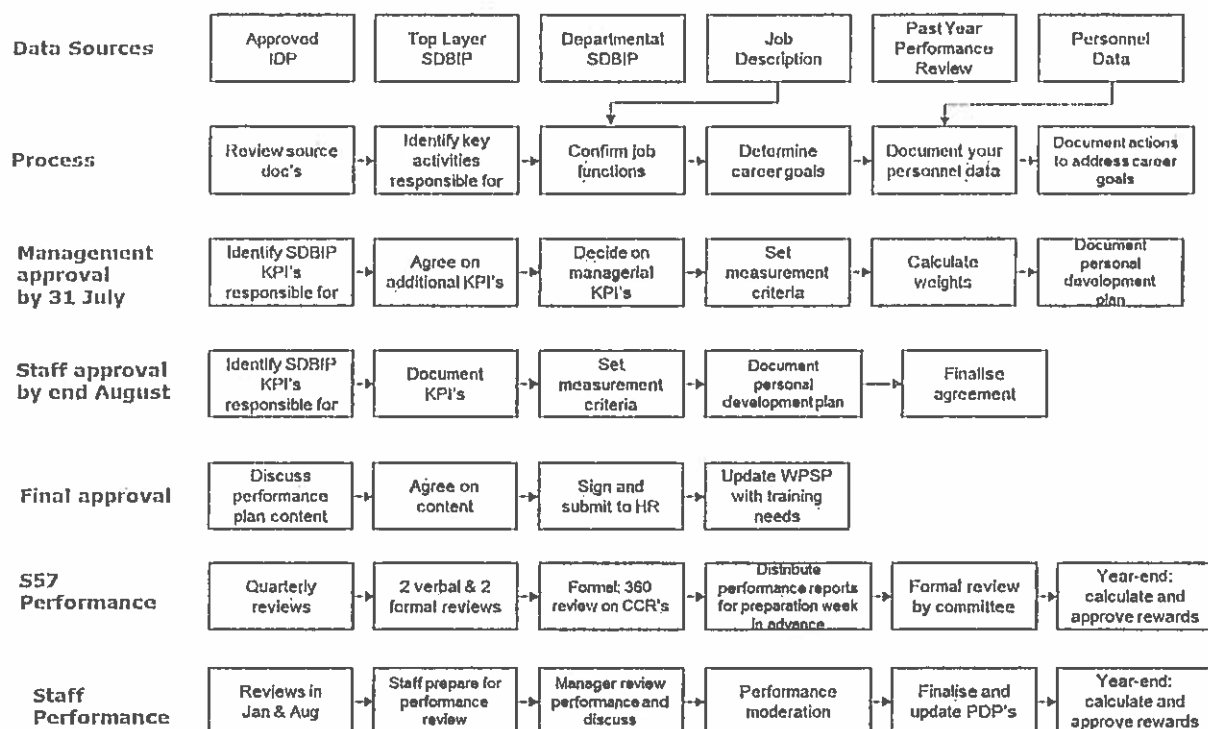 Data Sources
Approved
IDP
Top Layer
SDBIP
Departmental
SDBIP
Job
Description
Past Year
Performance
Review
Personnel
Data
Process
Review source
doc's
Identify key
activities
responsible for
Confirm job
functions
Determine
career goals
Document your
personnel data
Document actions
to address career
goals
Management
approval
by 31 July
Identify SDBIP
KPI's
responsible for
Agree on
additional KPI's
Decide on
managerial
KPI's
Set
measurement
criteria
Calculate
weights
Document
personal
development
plan
Staff approval
by end August
Identify SDBIP
KPI's
responsible for
Document
KPI's
Set
measurement
criteria
Document
personal
development plan
Finalise
agreement
Final approval
Discuss
performance
plan content
Agree on
content
Sign and
submit to HR
Update WPSP
with training
needs
S57
Performance
Quarterly
reviews
2 verbal & 2
formal reviews
Formal; 360
review on CCR's
Distribute
performance reports
for preparation week
in advance
Formal review
by committee
Year-end:
calculate and
approve rewards
Staff
Performance
Reviews in
Jan & Aug
Staff prepare for
performance
review
Manager review
performance and
discuss
Performance
moderation
Finalise and
update PDP's
Year-end:
calculate and
approve rewards